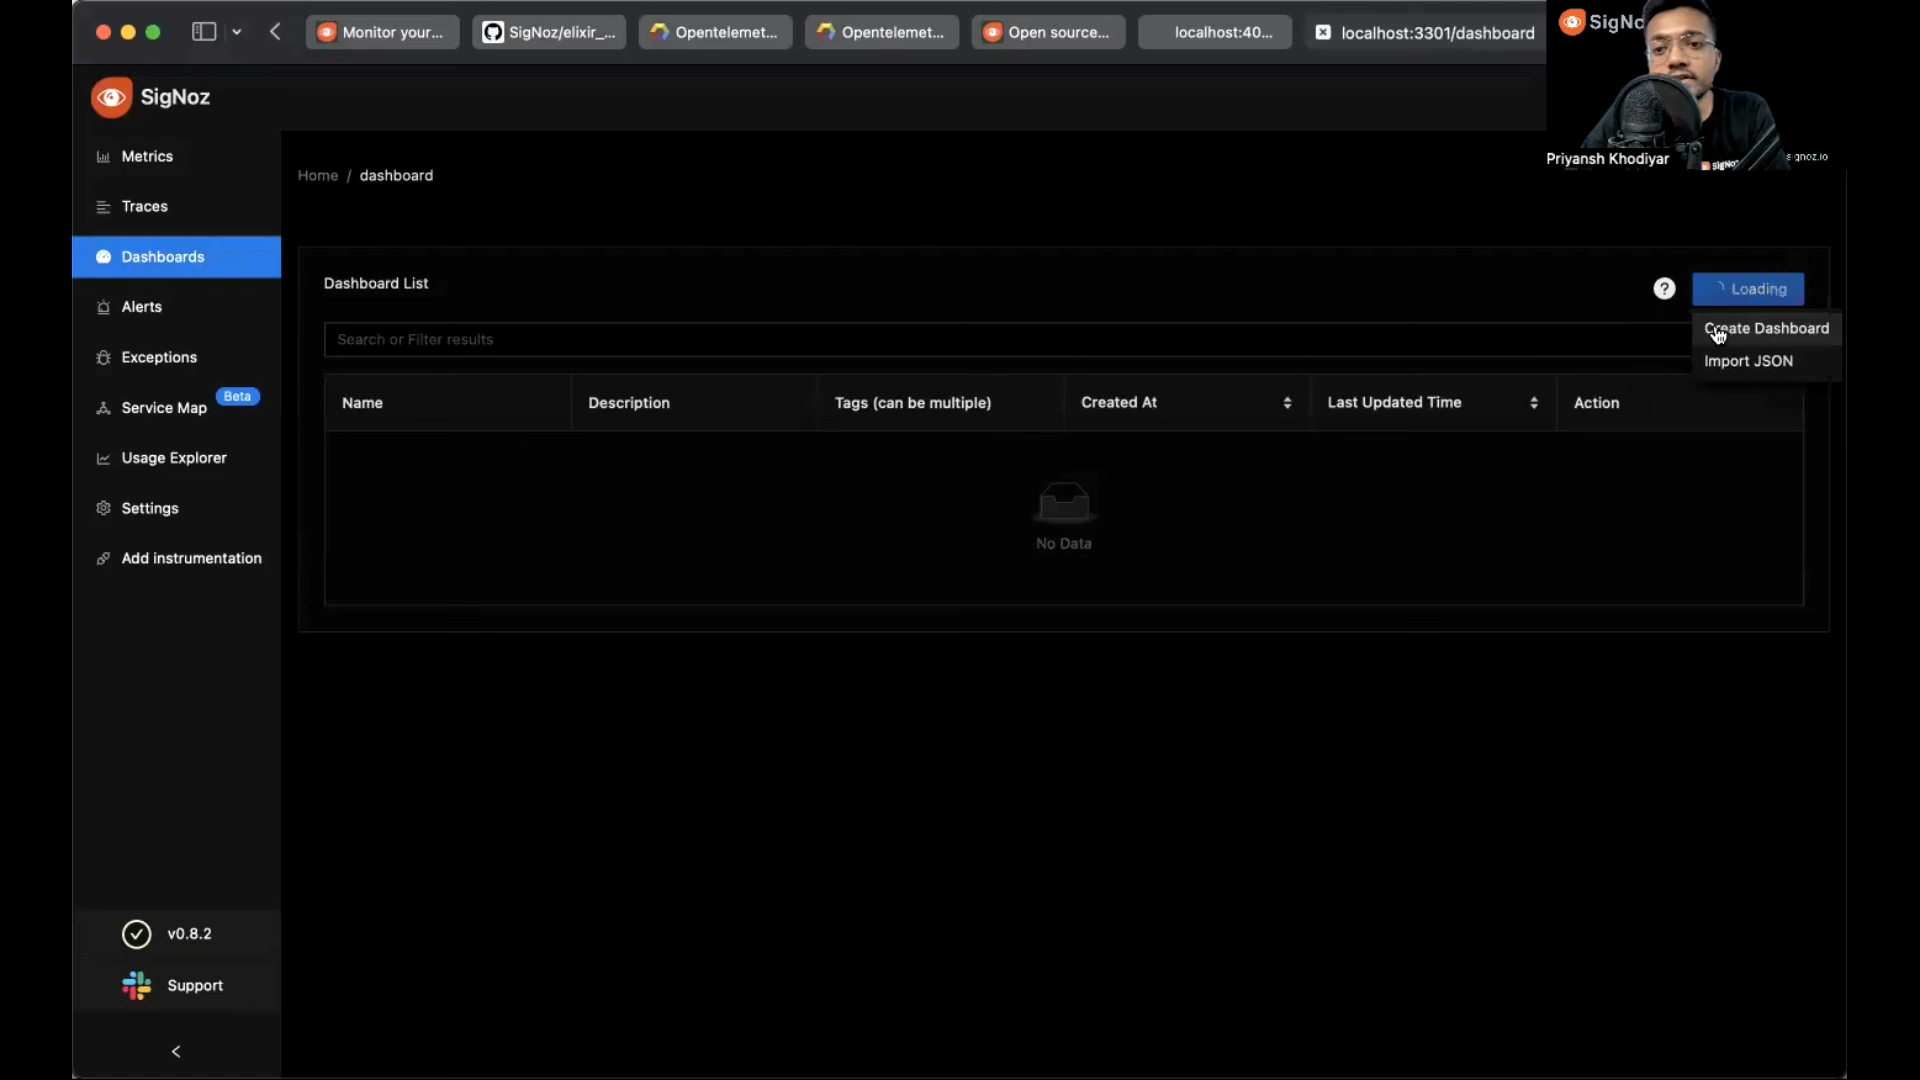 Monitor your...
SigNoz/elixir_...
Opentelemet...
Opentelemet...
Open source...
localhost:40...
localhost:3301/dashboard
Priyansh Khodiyar
SigNoz
Metrics
Traces
Dashboards
Alerts
Exceptions
Service Map
Beta
Usage Explorer
Settings
Add instrumentation
v0.8.2
Support
Home / dashboard
Dashboard List
?
Loading
Create Dashboard
Import JSON
Search or Filter results
Name
Description
Tags (can be multiple)
Created At
Last Updated Time
Action
No Data